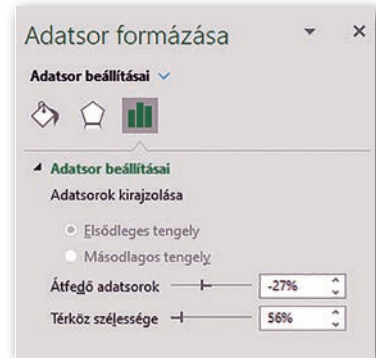 Adatsor formázása
Adatsor beállításai
Adatsor beállításai
Adatsorok kirajzolása
Elsődleges tengely
Másodlagos tengely
Átfedő adatsorok -27%
Térköz szélessége 56%